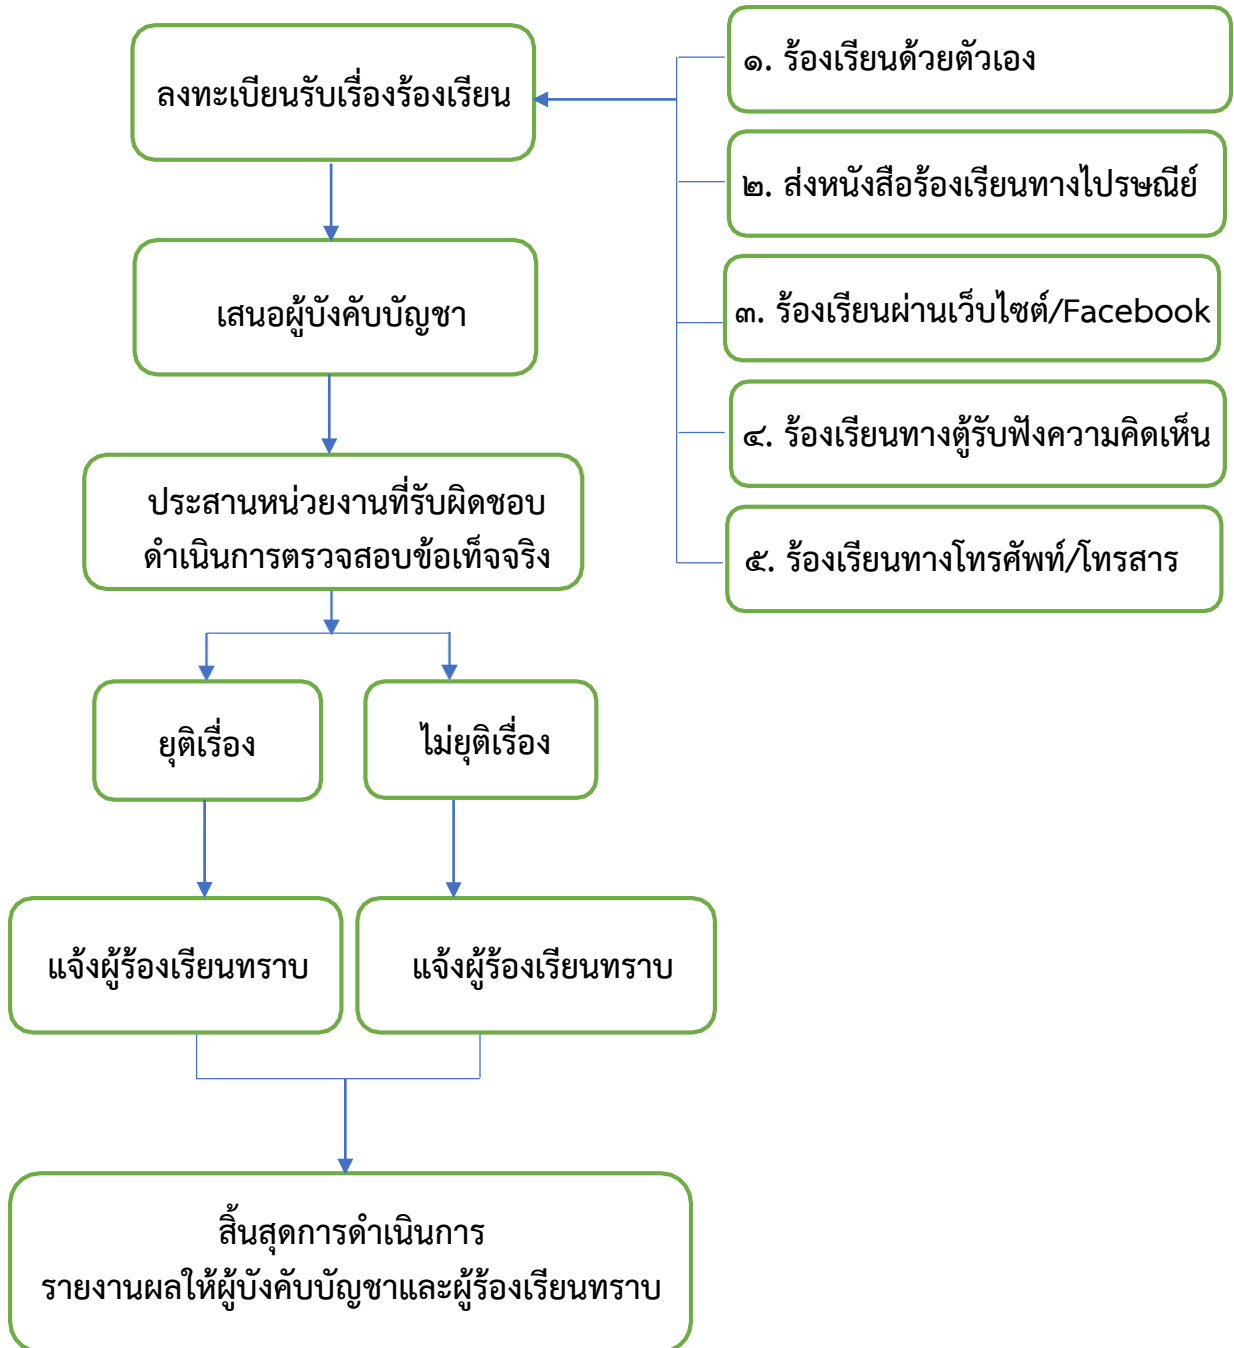 ลงทะเบียนรับเรื่องร้องเรียน
๑. ร้องเรียนด้วยตัวเอง
๒. ส่งหนังสือร้องเรียนทางไปรษณีย์
๓. ร้องเรียนผ่านเว็บไซต์/Facebook
๔. ร้องเรียนทางตู้รับฟังความคิดเห็น
๕. ร้องเรียนทางโทรศัพท์/โทรสาร
เสนอผู้บังคับบัญชา
ประสานหน่วยงานที่รับผิดชอบ
ดำเนินการตรวจสอบข้อเท็จจริง
ยุติเรื่อง
ไม่ยุติเรื่อง
แจ้งผู้ร้องเรียนทราบ
แจ้งผู้ร้องเรียนทราบ
สิ้นสุดการดำเนินการ
รายงานผลให้ผู้บังคับบัญชาและผู้ร้องเรียนทราบ